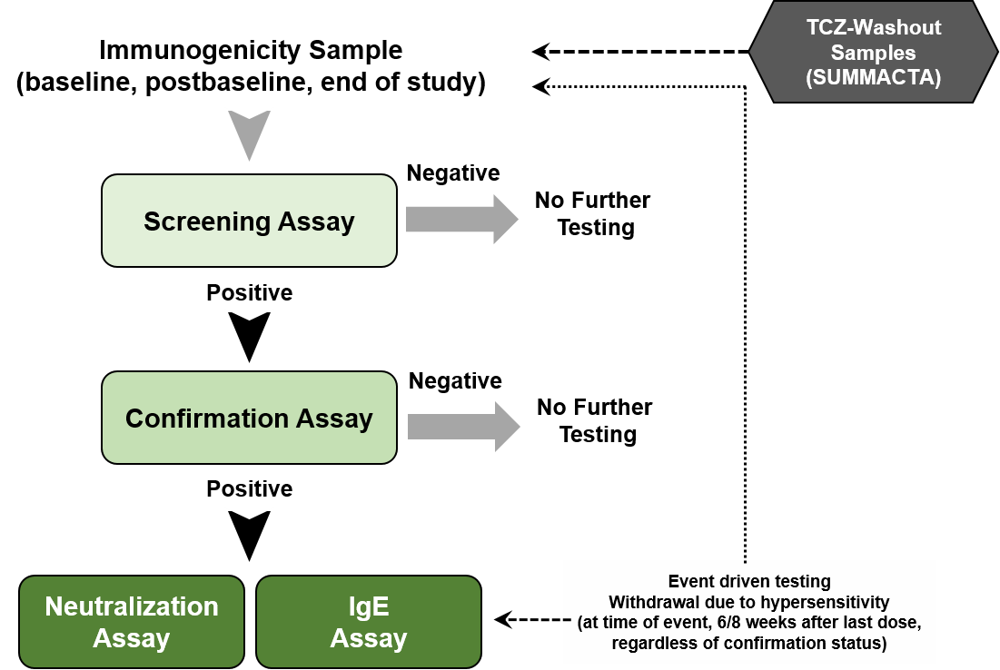 Immunogenicity Sample
(baseline, postbaseline, end of study)
TCZ-Washout
Samples
(SUMMACTA)
Screening Assay
Negative
No Further
Testing
Positive
Confirmation Assay
Negative
No Further
Testing
Positive
Neutralization
Assay
IgE
Assay
Event driven testing
Withdrawal due to hypersensitivity
(at time of event, 6/8 weeks after last dose,
regardless of confirmation status)